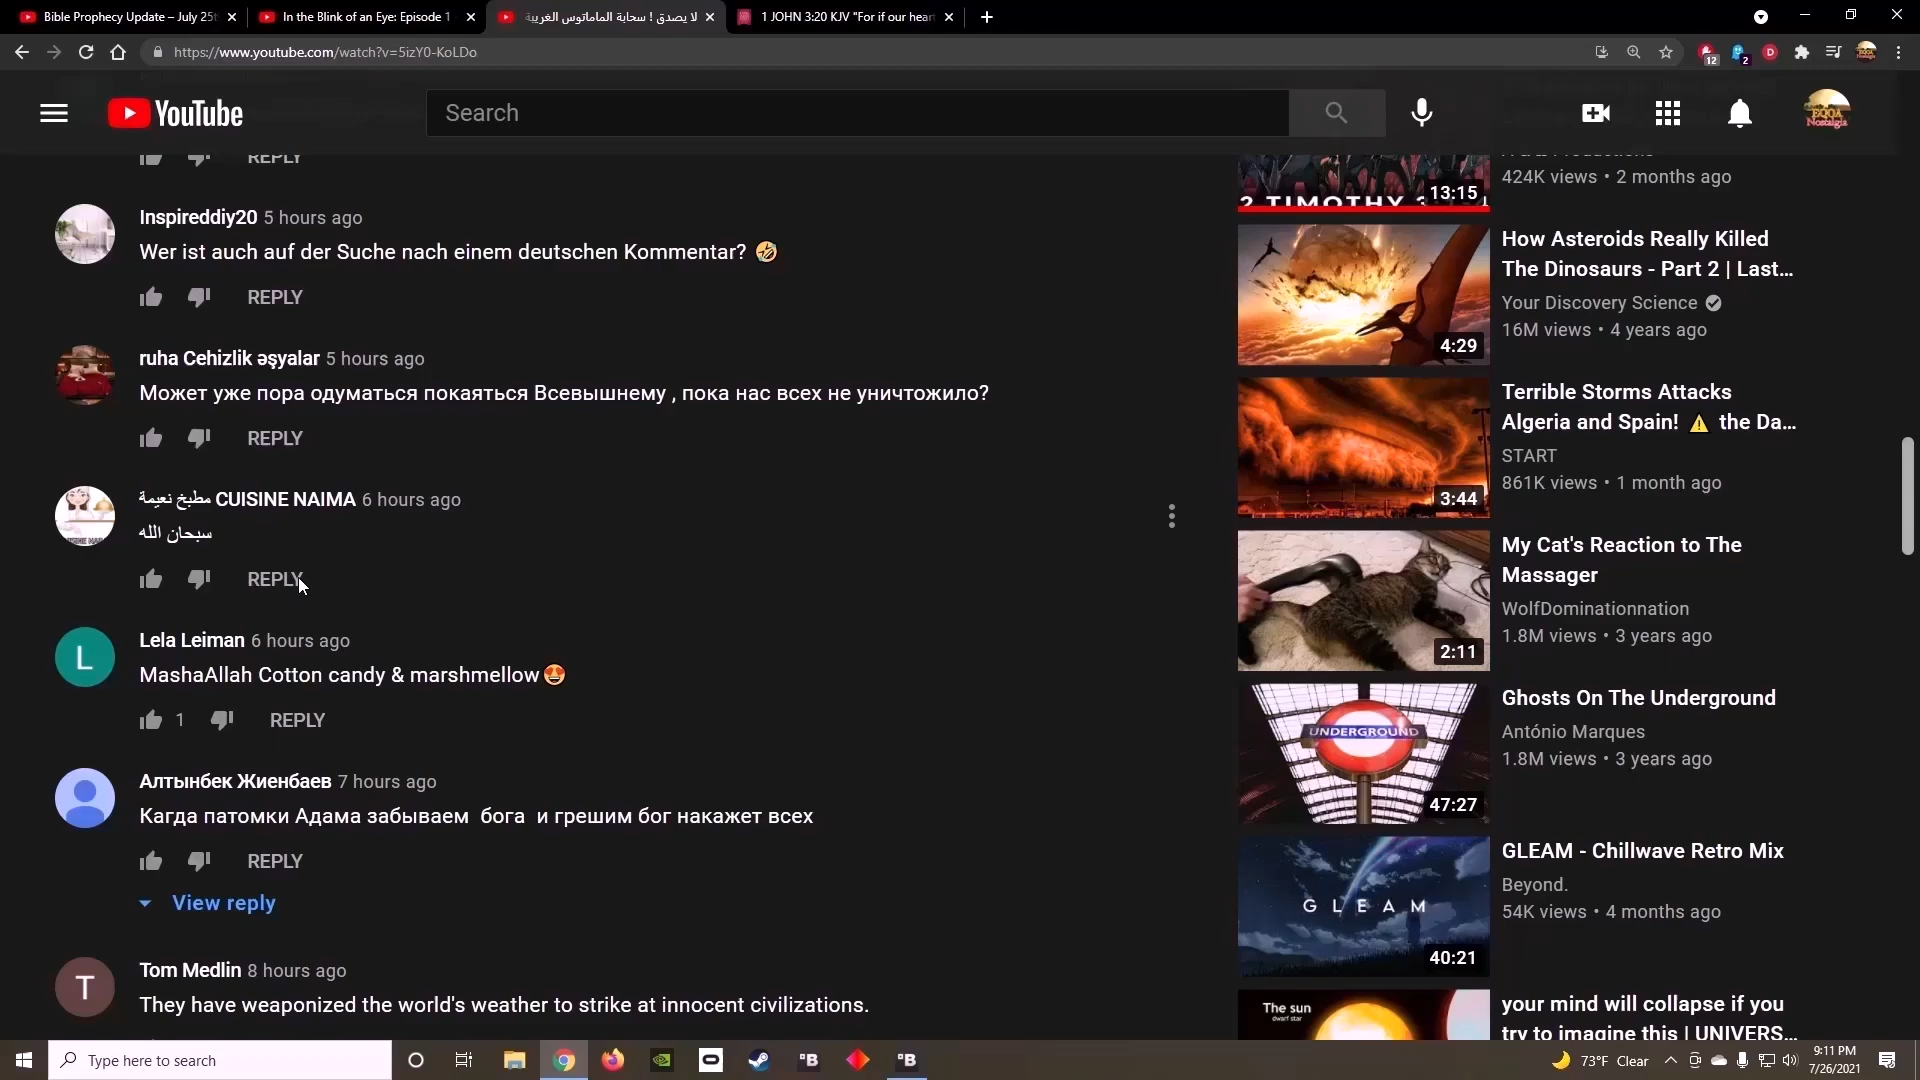 Bible Prophecy Update – July 25t
In the Blink of an Eye: Episode 1
لا يصدق ! سحابة الماماتوس الغريبة
1 JOHN 3:20 KJV "For if our heart
https://www.youtube.com/watch?v=5izY0-KoLDo
12
2
D
YouTube
Search
EQOA
Nostalgia
REPLY
Inspireddiy20 5 hours ago
Wer ist auch auf der Suche nach einem deutschen Kommentar? 🤣
REPLY
ruha Cehizlik əşyalar 5 hours ago
Может уже пора одуматься покаяться Всевышнему , пока нас всех не уничтожило?
REPLY
مطبخ نعيمة CUISINE NAIMA 6 hours ago
سبحان الله
REPLY
L
Lela Leiman 6 hours ago
MashaAllah Cotton candy & marshmellow😍
1 REPLY
Алтынбек Жиенбаев 7 hours ago
Кагда патомки Адама забываем бога и грешим бог накажет всех
REPLY
View reply
T
Tom Medlin 8 hours ago
They have weaponized the world's weather to strike at innocent civilizations.
13:15
424K views • 2 months ago
4:29
How Asteroids Really Killed
The Dinosaurs - Part 2 | Last...
Your Discovery Science
16M views • 4 years ago
3:44
Terrible Storms Attacks
Algeria and Spain! ⚠️ the Da...
START
861K views • 1 month ago
2:11
My Cat's Reaction to The
Massager
WolfDominationnation
1.8M views • 3 years ago
UNDERGROUND
47:27
Ghosts On The Underground
António Marques
1.8M views • 3 years ago
GLEAM
40:21
GLEAM - Chillwave Retro Mix
Beyond.
54K views • 4 months ago
The sun
dwarf star
your mind will collapse if you
try to imagine this | UNIVERS...
Type here to search
73°F Clear
9:11 PM
7/26/2021